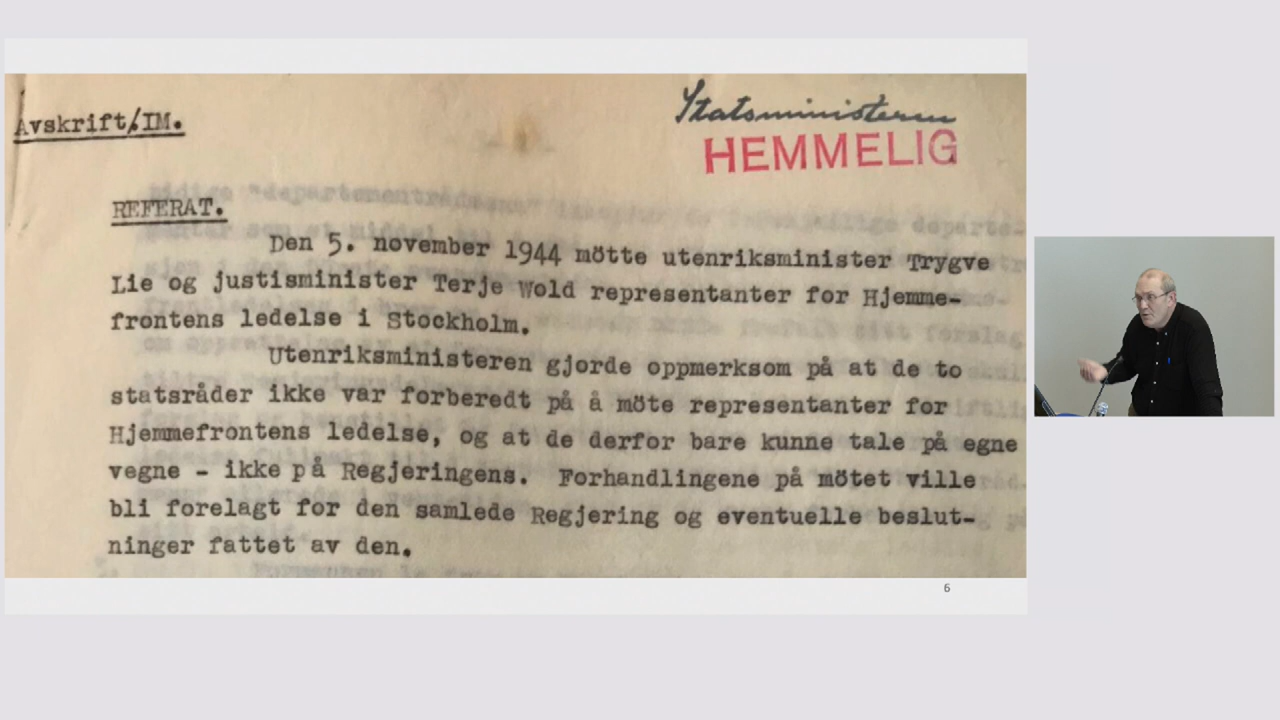 Avskrift/IM.
Statsministeren
HEMMELIG
REFERAT.
Den 5. november 1944 mötte utenriksminister Trygve
Lie og justisminister Terje Wold representanter for Hjemme-
frontens ledelse i Stockholm.
Utenriksministeren gjorde oppmerksom på at de to
statsråder ikke var forberedt på å möte representanter for
Hjemmefrontens ledelse, og at de derfor bare kunne tale på egne
vegne - ikke på Regjeringens. Forhandlingene på mötet ville
bli forelagt for den samlede Regjering og eventuelle beslut-
ninger fattet av den.
6